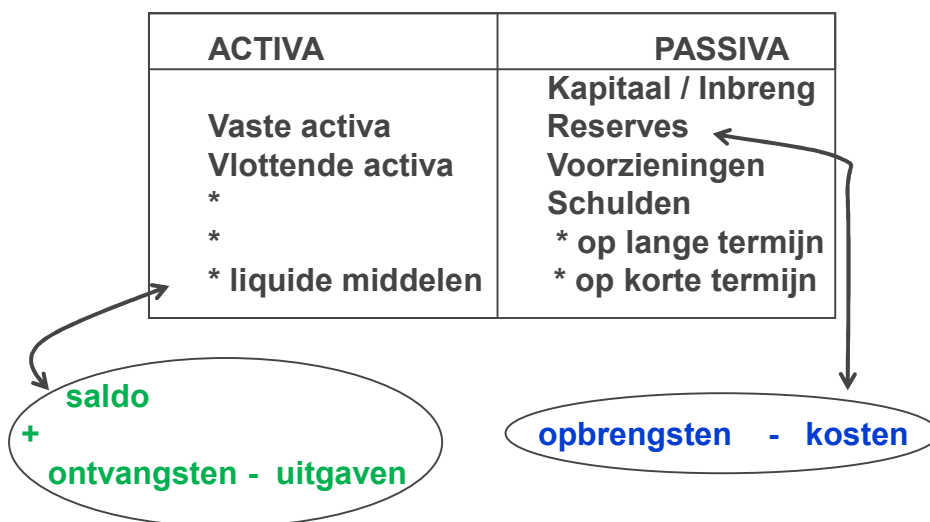 ACTIVA PASSIVA
Kapitaal / Inbreng
Vaste activa Reserves
Vlottende activa Voorzieningen
* Schulden
* * op lange termijn
* liquide middelen * op korte termijn
saldo
+
opbrengsten - kosten
ontvangsten - uitgaven